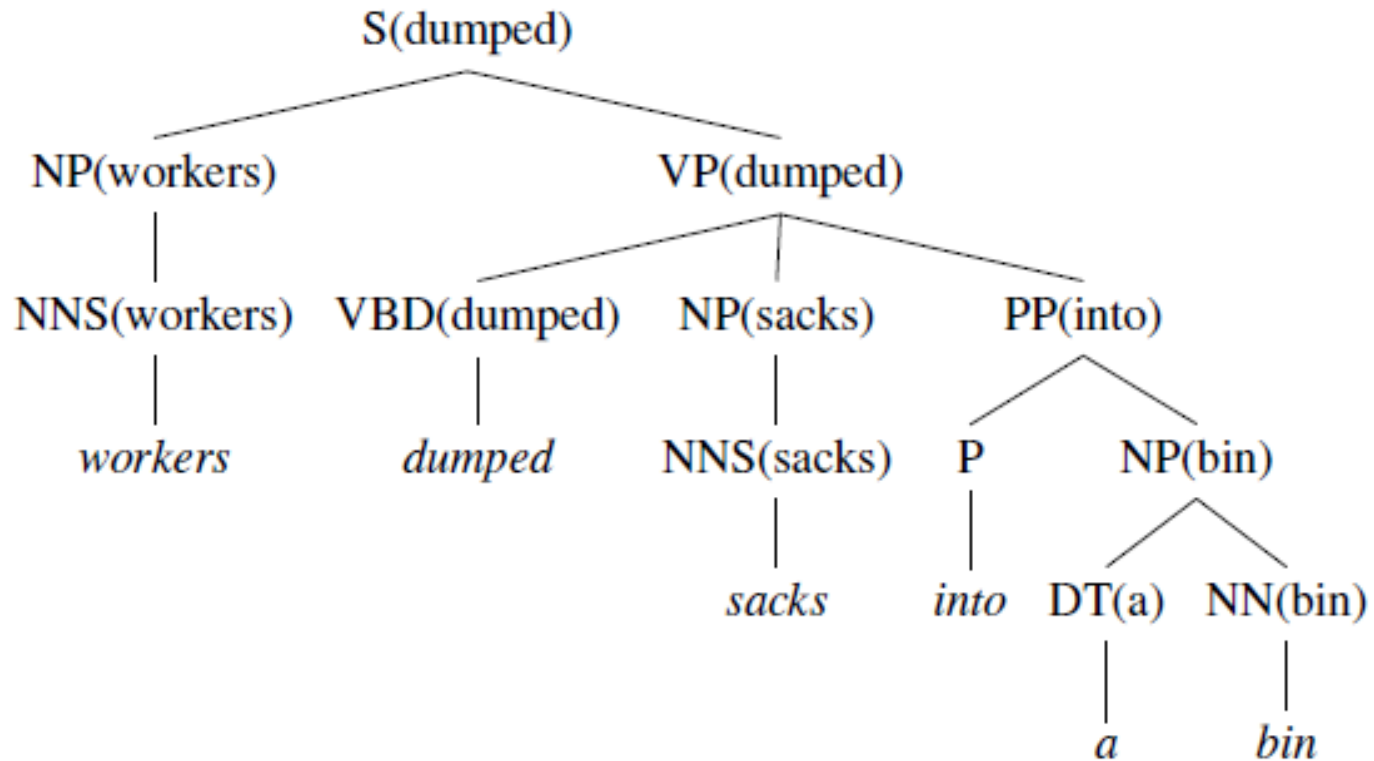 S(dumped)
NP(workers) VP(dumped)
NNS(workers) VBD(dumped) NP(sacks) PP(into)
workers dumped NNS(sacks) P NP(bin)
sacks into DT(a) NN(bin)
a bin